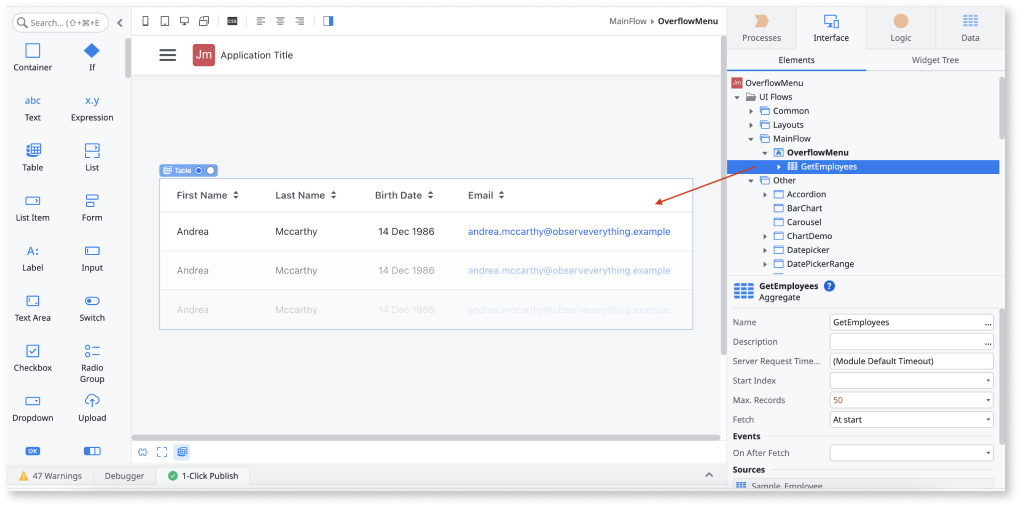 Search... (⇧+⌘+E
Container
If
abc
x.y
Text
Expression
Table
List
List Item
Form
A:
Label
Input
Text Area
Switch
Checkbox
Radio
Group
Dropdown
Upload
OK
CSS
MainFlow ▸ OverflowMenu
Jm Application Title
Table
First Name
Last Name
Birth Date
Email
Andrea Mccarthy 14 Dec 1986 andrea.mccarthy@observeverything.example
Andrea Mccarthy 14 Dec 1986 andrea.mccarthy@observeverything.example
Andrea Mccarthy 14 Dec 1986 andrea.mccarthy@observeverything.example
47 Warnings
Debugger
1-Click Publish
Processes
Interface
Logic
Data
Elements
Widget Tree
Jm OverflowMenu
UI Flows
Common
Layouts
MainFlow
OverflowMenu
GetEmployees
Other
Accordion
BarChart
Carousel
ChartDemo
Datepicker
DatePickerRange
GetEmployees ?
Aggregate
Name GetEmployees ...
Description ...
Server Request Time... (Module Default Timeout)
Start Index
Max. Records 50
Fetch At start
Events
On After Fetch
Sources
Sample_Employee